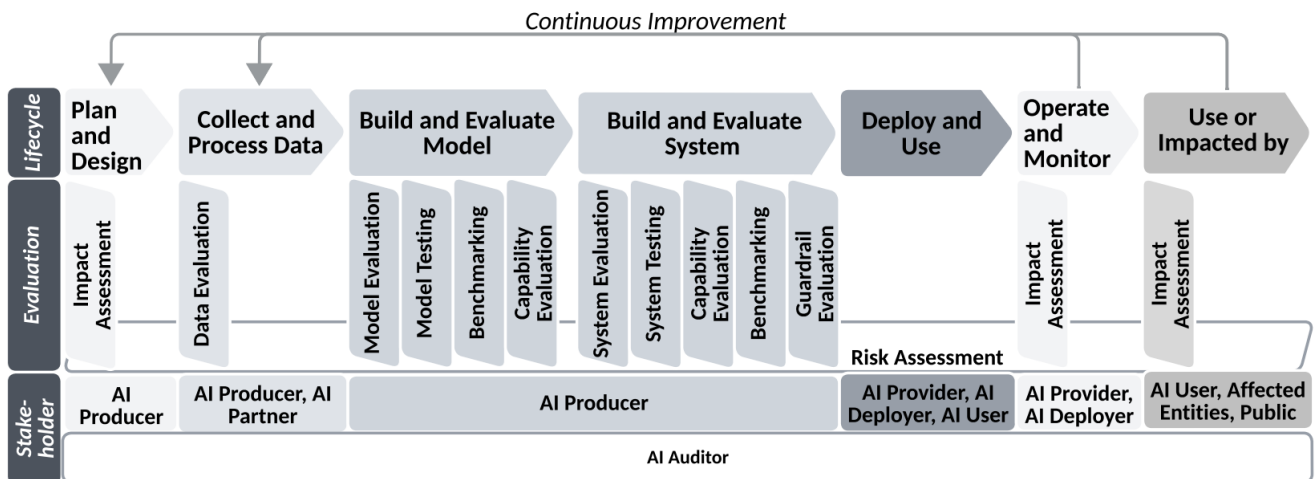 Continuous Improvement
Lifecycle
Plan
and
Design
Collect and
Process Data
Build and Evaluate
Model
Build and Evaluate
System
Deploy and
Use
Operate
and
Monitor
Use or
Impacted by
Evaluation
Impact
Assessment
Data Evaluation
Model Evaluation
Model Testing
Benchmarking
Capability
Evaluation
System Evaluation
System Testing
Capability
Evaluation
Benchmarking
Guardrail
Evaluation
Impact
Assessment
Impact
Assessment
Risk Assessment
Stake-
holder
AI
Producer
AI Producer, AI
Partner
AI Producer
AI Provider, AI
Deployer, AI User
AI Provider,
AI Deployer
AI User, Affected
Entities, Public
AI Auditor